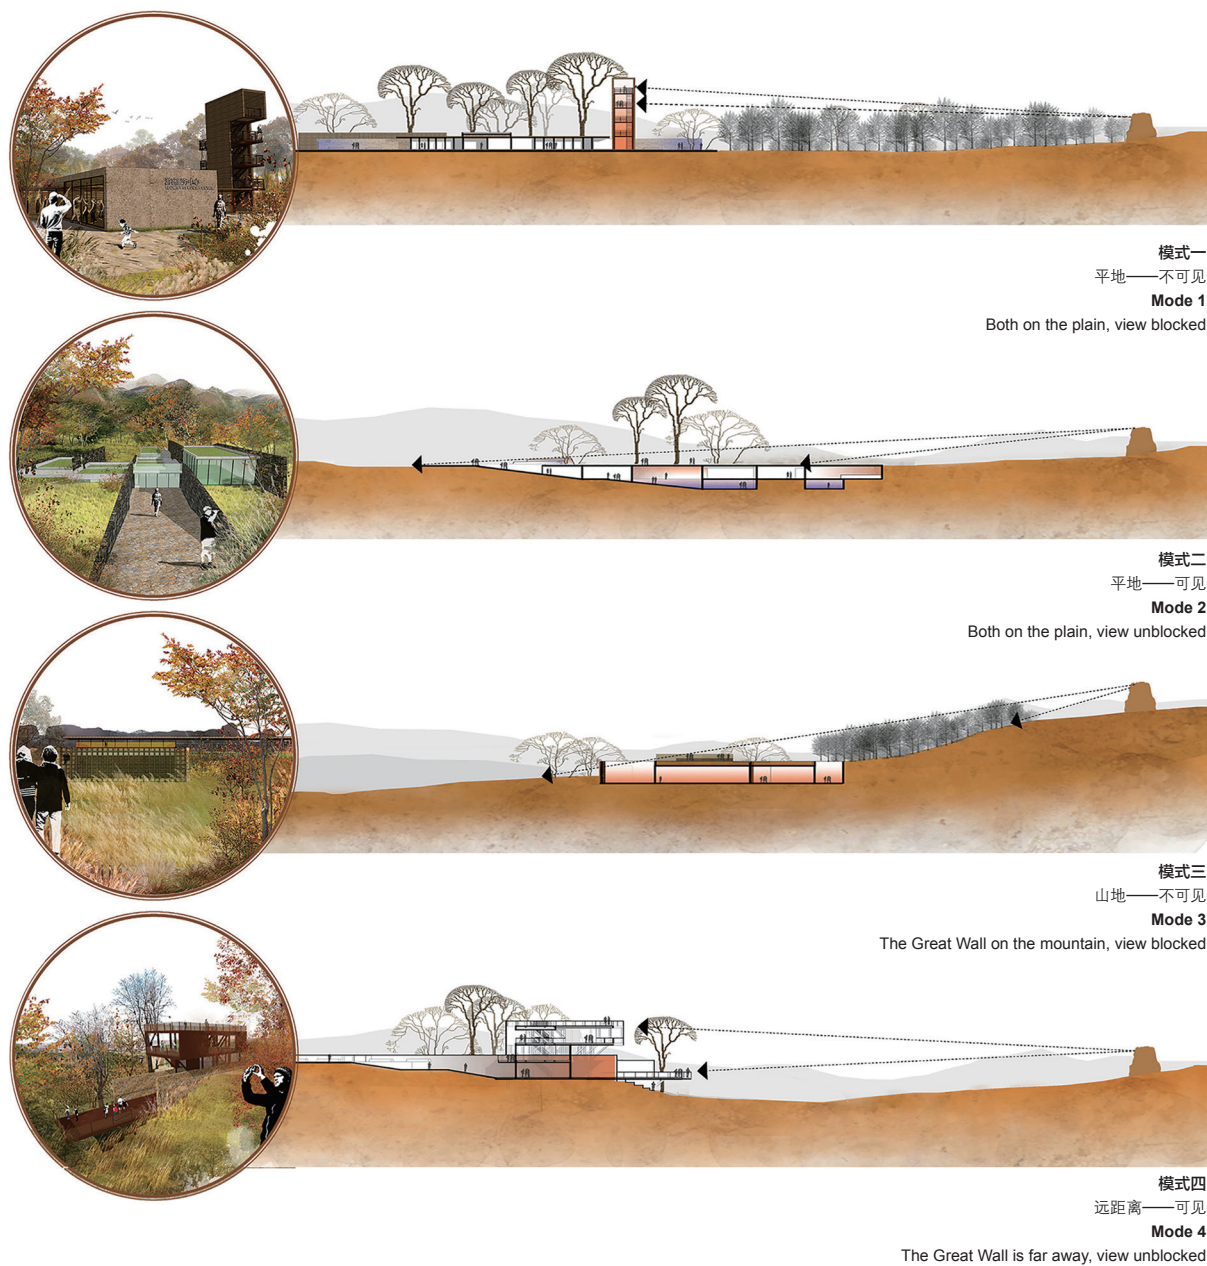 模式一
平地——不可见
Mode 1
Both on the plain, view blocked
模式二
平地——可见
Mode 2
Both on the plain, view unblocked
模式三
山地——不可见
Mode 3
The Great Wall on the mountain, view blocked
模式四
远距离——可见
Mode 4
The Great Wall is far away, view unblocked